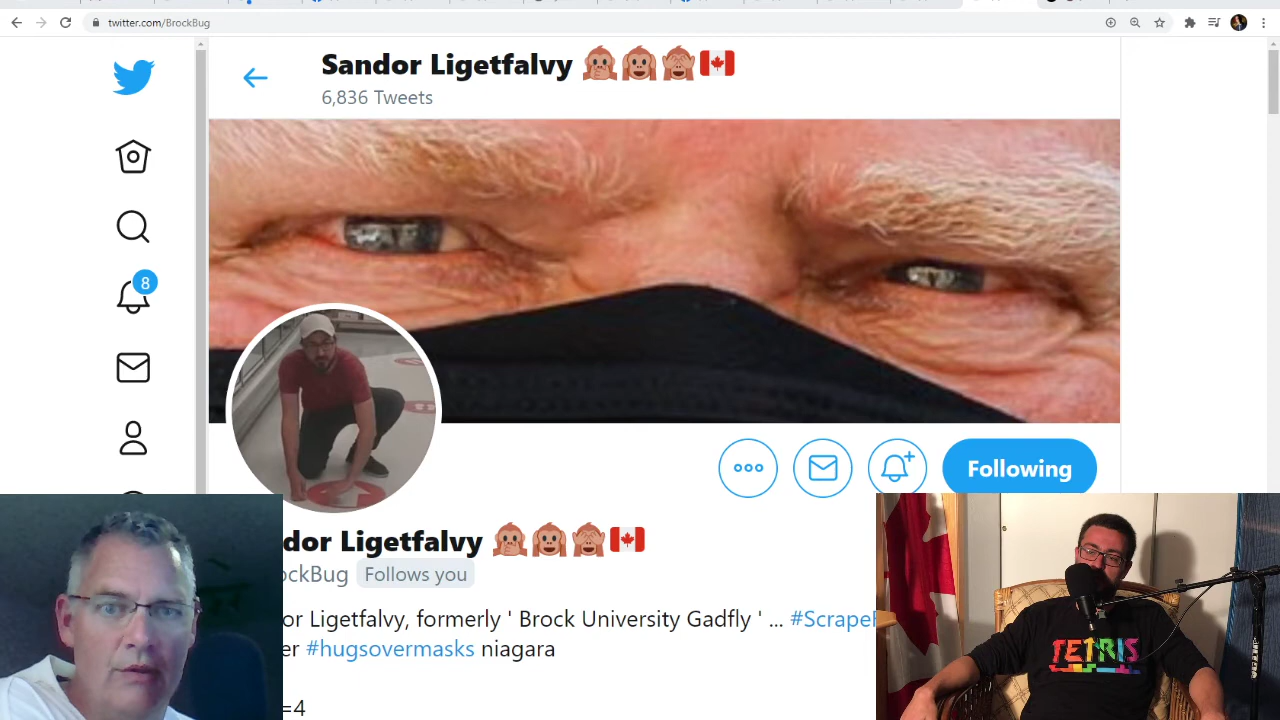 twitter.com/BrockBug
Sandor Ligetfalvy
6,836 Tweets
8
Following
dor Ligetfalvy
ockBug Follows you
or Ligetfalvy, formerly ' Brock University Gadfly ' ... #Scrape
er #hugsovermasks niagara
=4
TETRIS